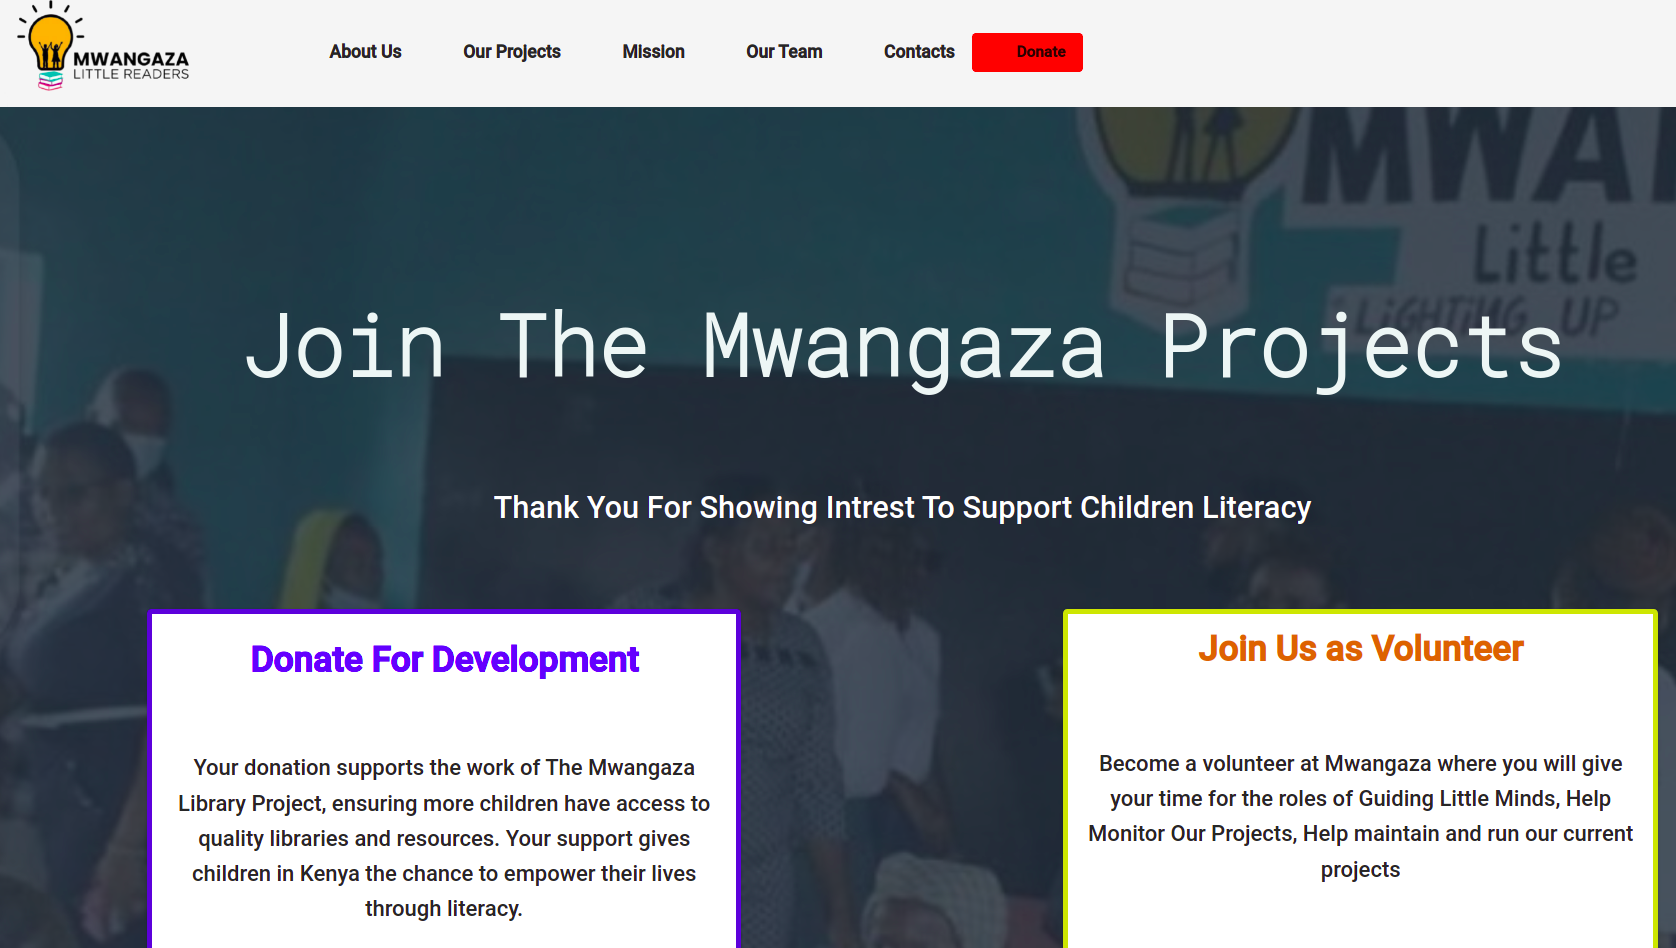 MWANGAZA
LITTLE READERS
About Us
Our Projects
Mission
Our Team
Contacts
Donate
MWA
Little
LIGHTING UP
Join The Mwangaza Projects
Thank You For Showing Intrest To Support Children Literacy
Donate For Development
Your donation supports the work of The Mwangaza
Library Project, ensuring more children have access to
quality libraries and resources. Your support gives
children in Kenya the chance to empower their lives
through literacy.
Join Us as Volunteer
Become a volunteer at Mwangaza where you will give
your time for the roles of Guiding Little Minds, Help
Monitor Our Projects, Help maintain and run our current
projects